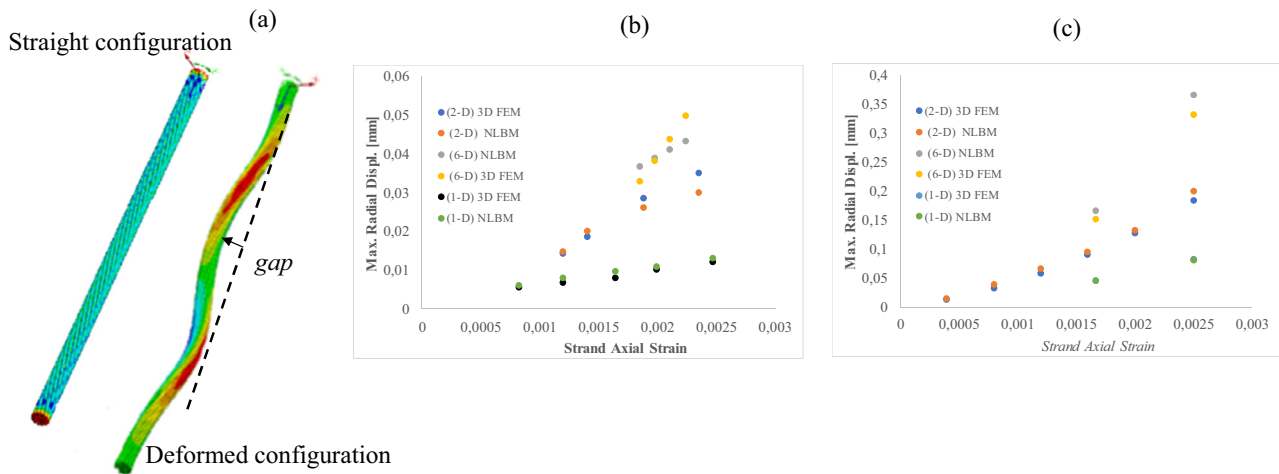 (a)
Straight configuration
gap
Deformed configuration
(b)
0,06
0,05
0,04
0,03
0,02
0,01
0
Max. Radial Displ. [mm]
(2-D) 3D FEM
(2-D) NLBM
(6-D) NLBM
(6-D) 3D FEM
(1-D) 3D FEM
(1-D) NLBM
0 0,0005 0,001 0,0015 0,002 0,0025 0,003
Strand Axial Strain
(c)
0,4
0,35
0,3
0,25
0,2
0,15
0,1
0,05
0
Max. Radial Displ. [mm]
(2-D) 3D FEM
(2-D) NLBM
(6-D) NLBM
(6-D) 3D FEM
(1-D) 3D FEM
(1-D) NLBM
0 0,0005 0,001 0,0015 0,002 0,0025 0,003
Strand Axial Strain